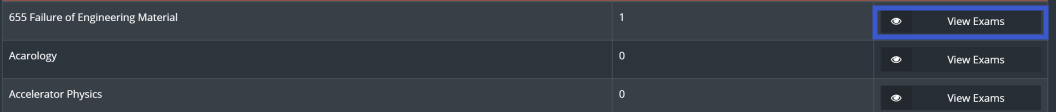 655 Failure of Engineering Material 1 View Exams
Acarology 0 View Exams
Accelerator Physics 0 View Exams